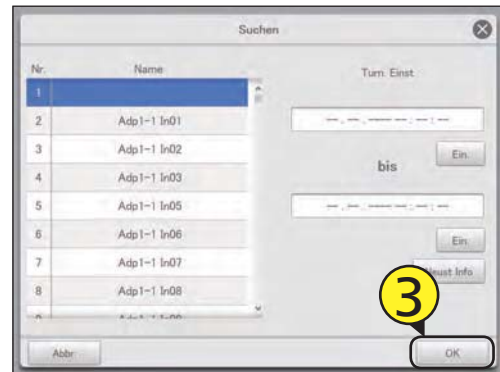 Suchen
Nr. Name
1
2 Adp1-1 In01
3 Adp1-1 In02
4 Adp1-1 In03
5 Adp1-1 In05
6 Adp1-1 In06
7 Adp1-1 In07
8 Adp1-1 In08
Turn. Einst
--.--.---- --:--:--
Ein.
bis
--.--.---- --:--:--
Ein.
Info
3
Abbr
OK